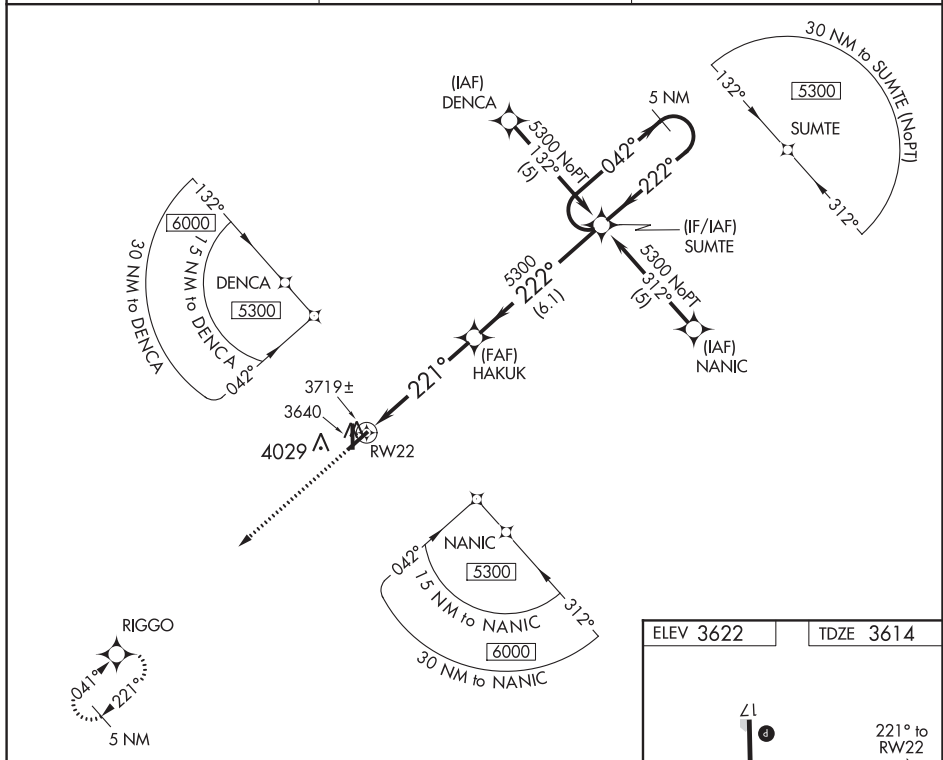 30 NM to SUMTE (NoPT)
132°
5300
SUMTE
312°
(IAF)
DENCA
5300 NoPT
132°
(5)
5 NM
042°
222°
(IF/IAF)
SUMTE
5300 NoPT
312°
(5)
(IAF)
NANIC
5300
222°
(6.1)
(FAF)
HAKUK
221°
132°
6000
15 NM to DENCA
30 NM to DENCA
DENCA
5300
042°
3719±
3640
4029
RW22
NANIC
5300
042°
312°
15 NM to NANIC
6000
30 NM to NANIC
RIGGO
041°
221°
5 NM
ELEV 3622
TDZE 3614
17
P
221° to
RW22